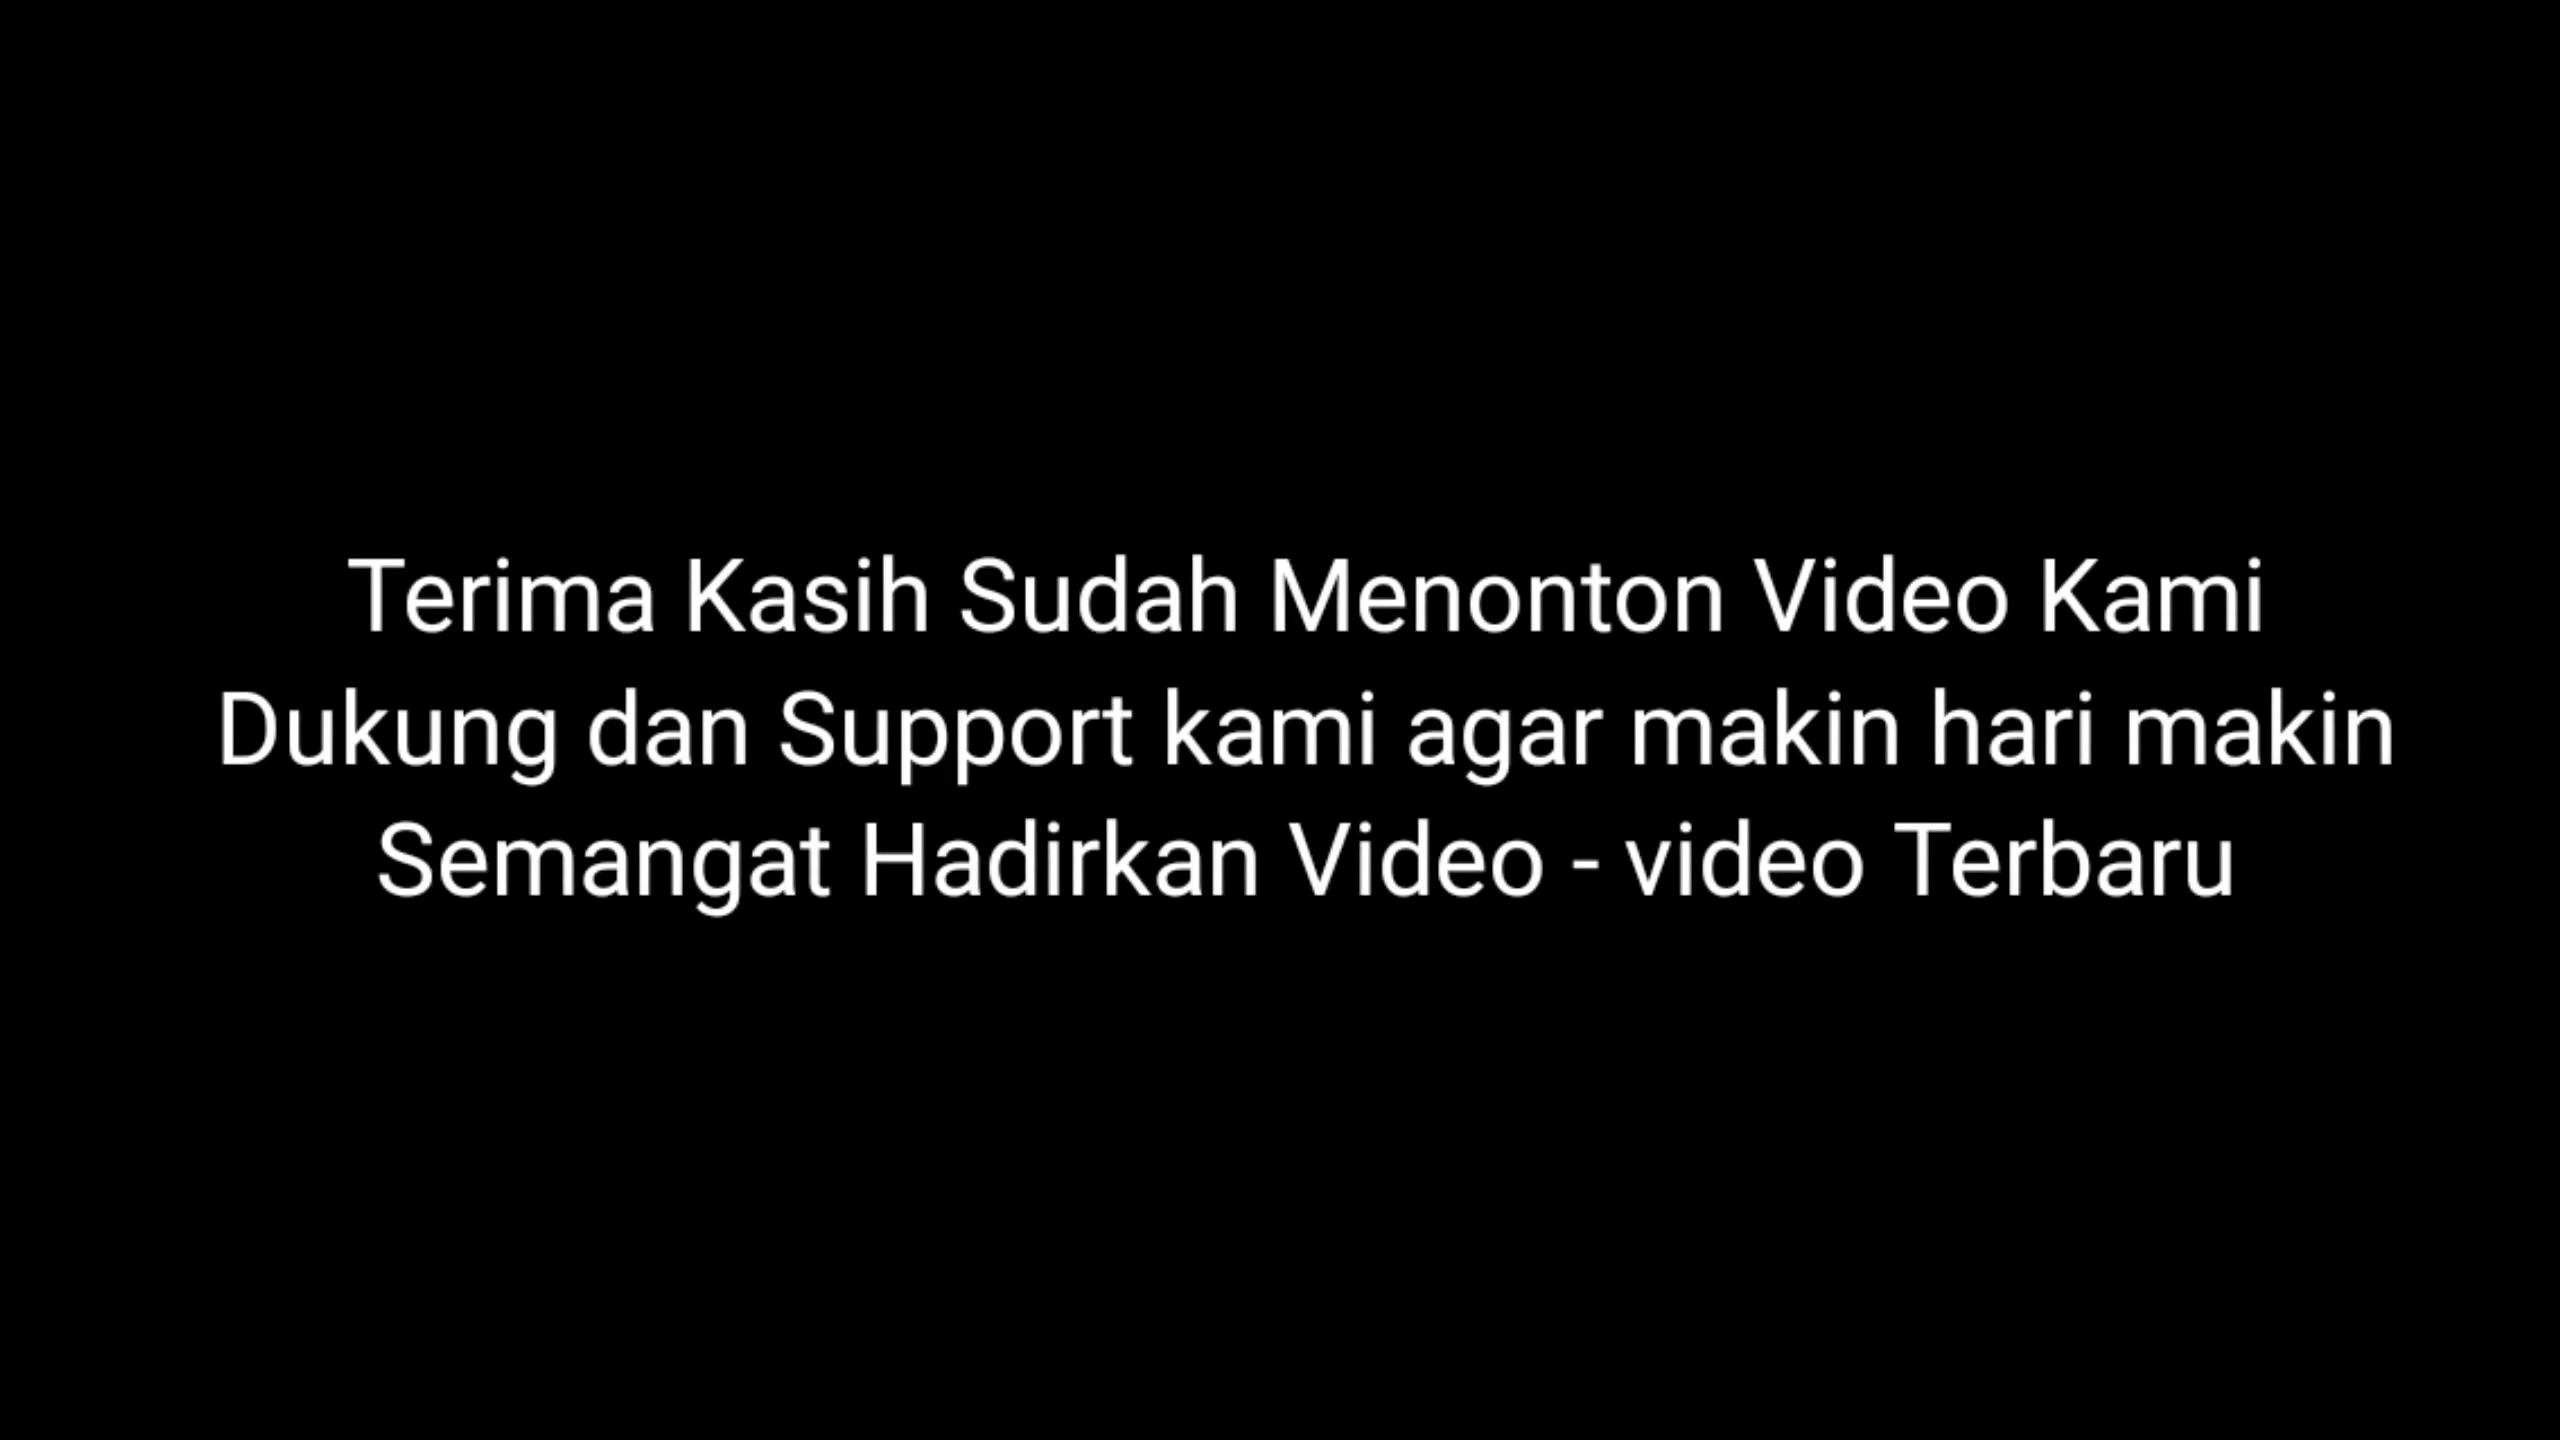 Terima Kasih Sudah Menonton Video Kami
Dukung dan Support kami agar makin hari makin
Semangat Hadirkan Video - video Terbaru